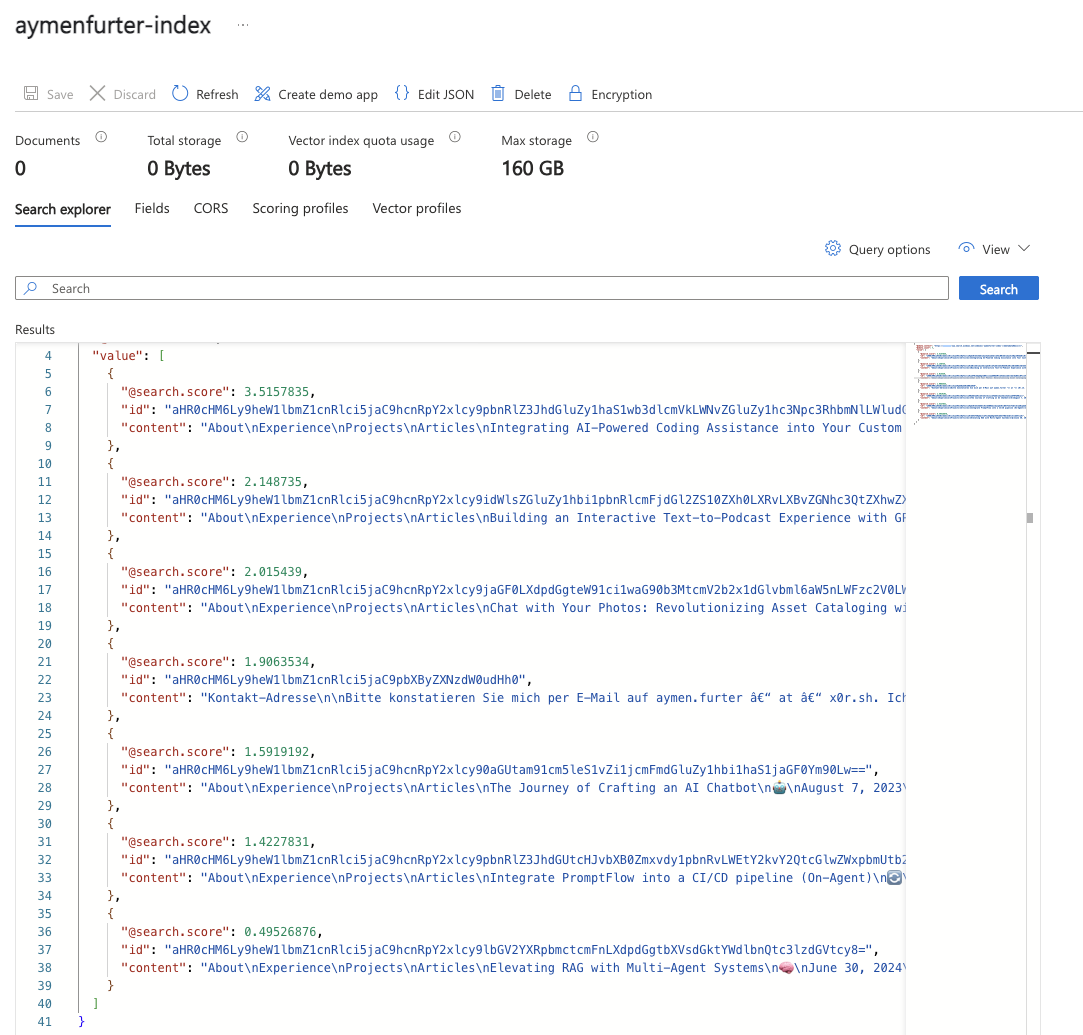 aymenfurter-index ...
Save Discard Refresh Create demo app Edit JSON Delete Encryption
Documents Total storage Vector index quota usage Max storage
0 0 Bytes 0 Bytes 160 GB
Search explorer Fields CORS Scoring profiles Vector profiles
Query options View
Search Search
Results
4 "value": [
5 {
6 "@search.score": 3.5157835,
7 "id": "aHR0cHM6Ly9heW1lbmZ1cnRlci5jaC9hcnRpY2xlcy9pbnRlZ3JhdGluZy1haS1wb3dlcmVkLWNvZGluZy1hc3Npc3RhbmNlLWludG
8 "content": "About\nExperience\nProjects\nArticles\nIntegrating AI-Powered Coding Assistance into Your Custom
9 },
10 {
11 "@search.score": 2.148735,
12 "id": "aHR0cHM6Ly9heW1lbmZ1cnRlci5jaC9hcnRpY2xlcy9idWlsZGluZy1hbi1pbnRlcmFjdGl2ZS10ZXh0LXRvLXBvZGNhc3QtZXhwZX
13 "content": "About\nExperience\nProjects\nArticles\nBuilding an Interactive Text-to-Podcast Experience with GP
14 },
15 {
16 "@search.score": 2.015439,
17 "id": "aHR0cHM6Ly9heW1lbmZ1cnRlci5jaC9hcnRpY2xlcy9jaGF0LXdpdGgteW91ci1waG90b3MtcmV2b2x1dGlvbml6aW5nLWFzc2V0LW
18 "content": "About\nExperience\nProjects\nArticles\nChat with Your Photos: Revolutionizing Asset Cataloging wi
19 },
20 {
21 "@search.score": 1.9063534,
22 "id": "aHR0cHM6Ly9heW1lbmZ1cnRlci5jaC9pbXByZXNzdW0udHh0",
23 "content": "Kontakt-Adresse\n\nBitte konstatieren Sie mich per E-Mail auf aymen.furter â€“ at â€“ x0r.sh. Ich
24 },
25 {
26 "@search.score": 1.5919192,
27 "id": "aHR0cHM6Ly9heW1lbmZ1cnRlci5jaC9hcnRpY2xlcy90aGUtam91cm5leS1vZi1jcmFmdGluZy1hbi1haS1jaGF0Ym90Lw==",
28 "content": "About\nExperience\nProjects\nArticles\nThe Journey of Crafting an AI Chatbot\n🤖\nAugust 7, 2023\
29 },
30 {
31 "@search.score": 1.4227831,
32 "id": "aHR0cHM6Ly9heW1lbmZ1cnRlci5jaC9hcnRpY2xlcy9pbnRlZ3JhdGUtcHJvbXB0Zmxvdy1pbnRvLWEtY2kvY2QtcGlwZWxpbmUtb2
33 "content": "About\nExperience\nProjects\nArticles\nIntegrate PromptFlow into a CI/CD pipeline (On-Agent)\n🔄\
34 },
35 {
36 "@search.score": 0.49526876,
37 "id": "aHR0cHM6Ly9heW1lbmZ1cnRlci5jaC9hcnRpY2xlcy9lbGV2YXRpbmctcmFnLXdpdGgtbXVsdGktYWdlbnQtc3lzdGVtcy8=",
38 "content": "About\nExperience\nProjects\nArticles\nElevating RAG with Multi-Agent Systems\n🧠\nJune 30, 2024\
39 }
40 ]
41 }